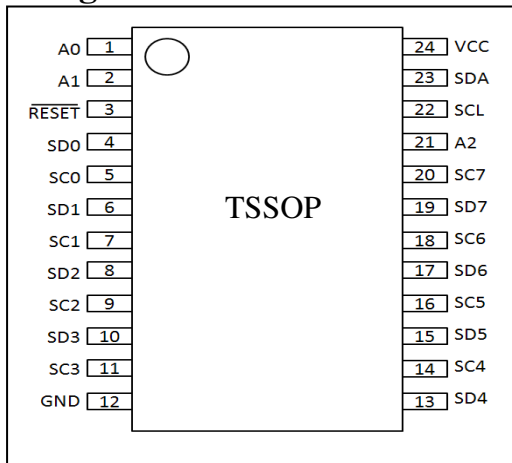 A0 1 24 VCC
A1 2 23 SDA
RESET 3 22 SCL
SD0 4 21 A2
SC0 5 20 SC7
SD1 6 TSSOP 19 SD7
SC1 7 18 SC6
SD2 8 17 SD6
SC2 9 16 SC5
SD3 10 15 SD5
SC3 11 14 SC4
GND 12 13 SD4